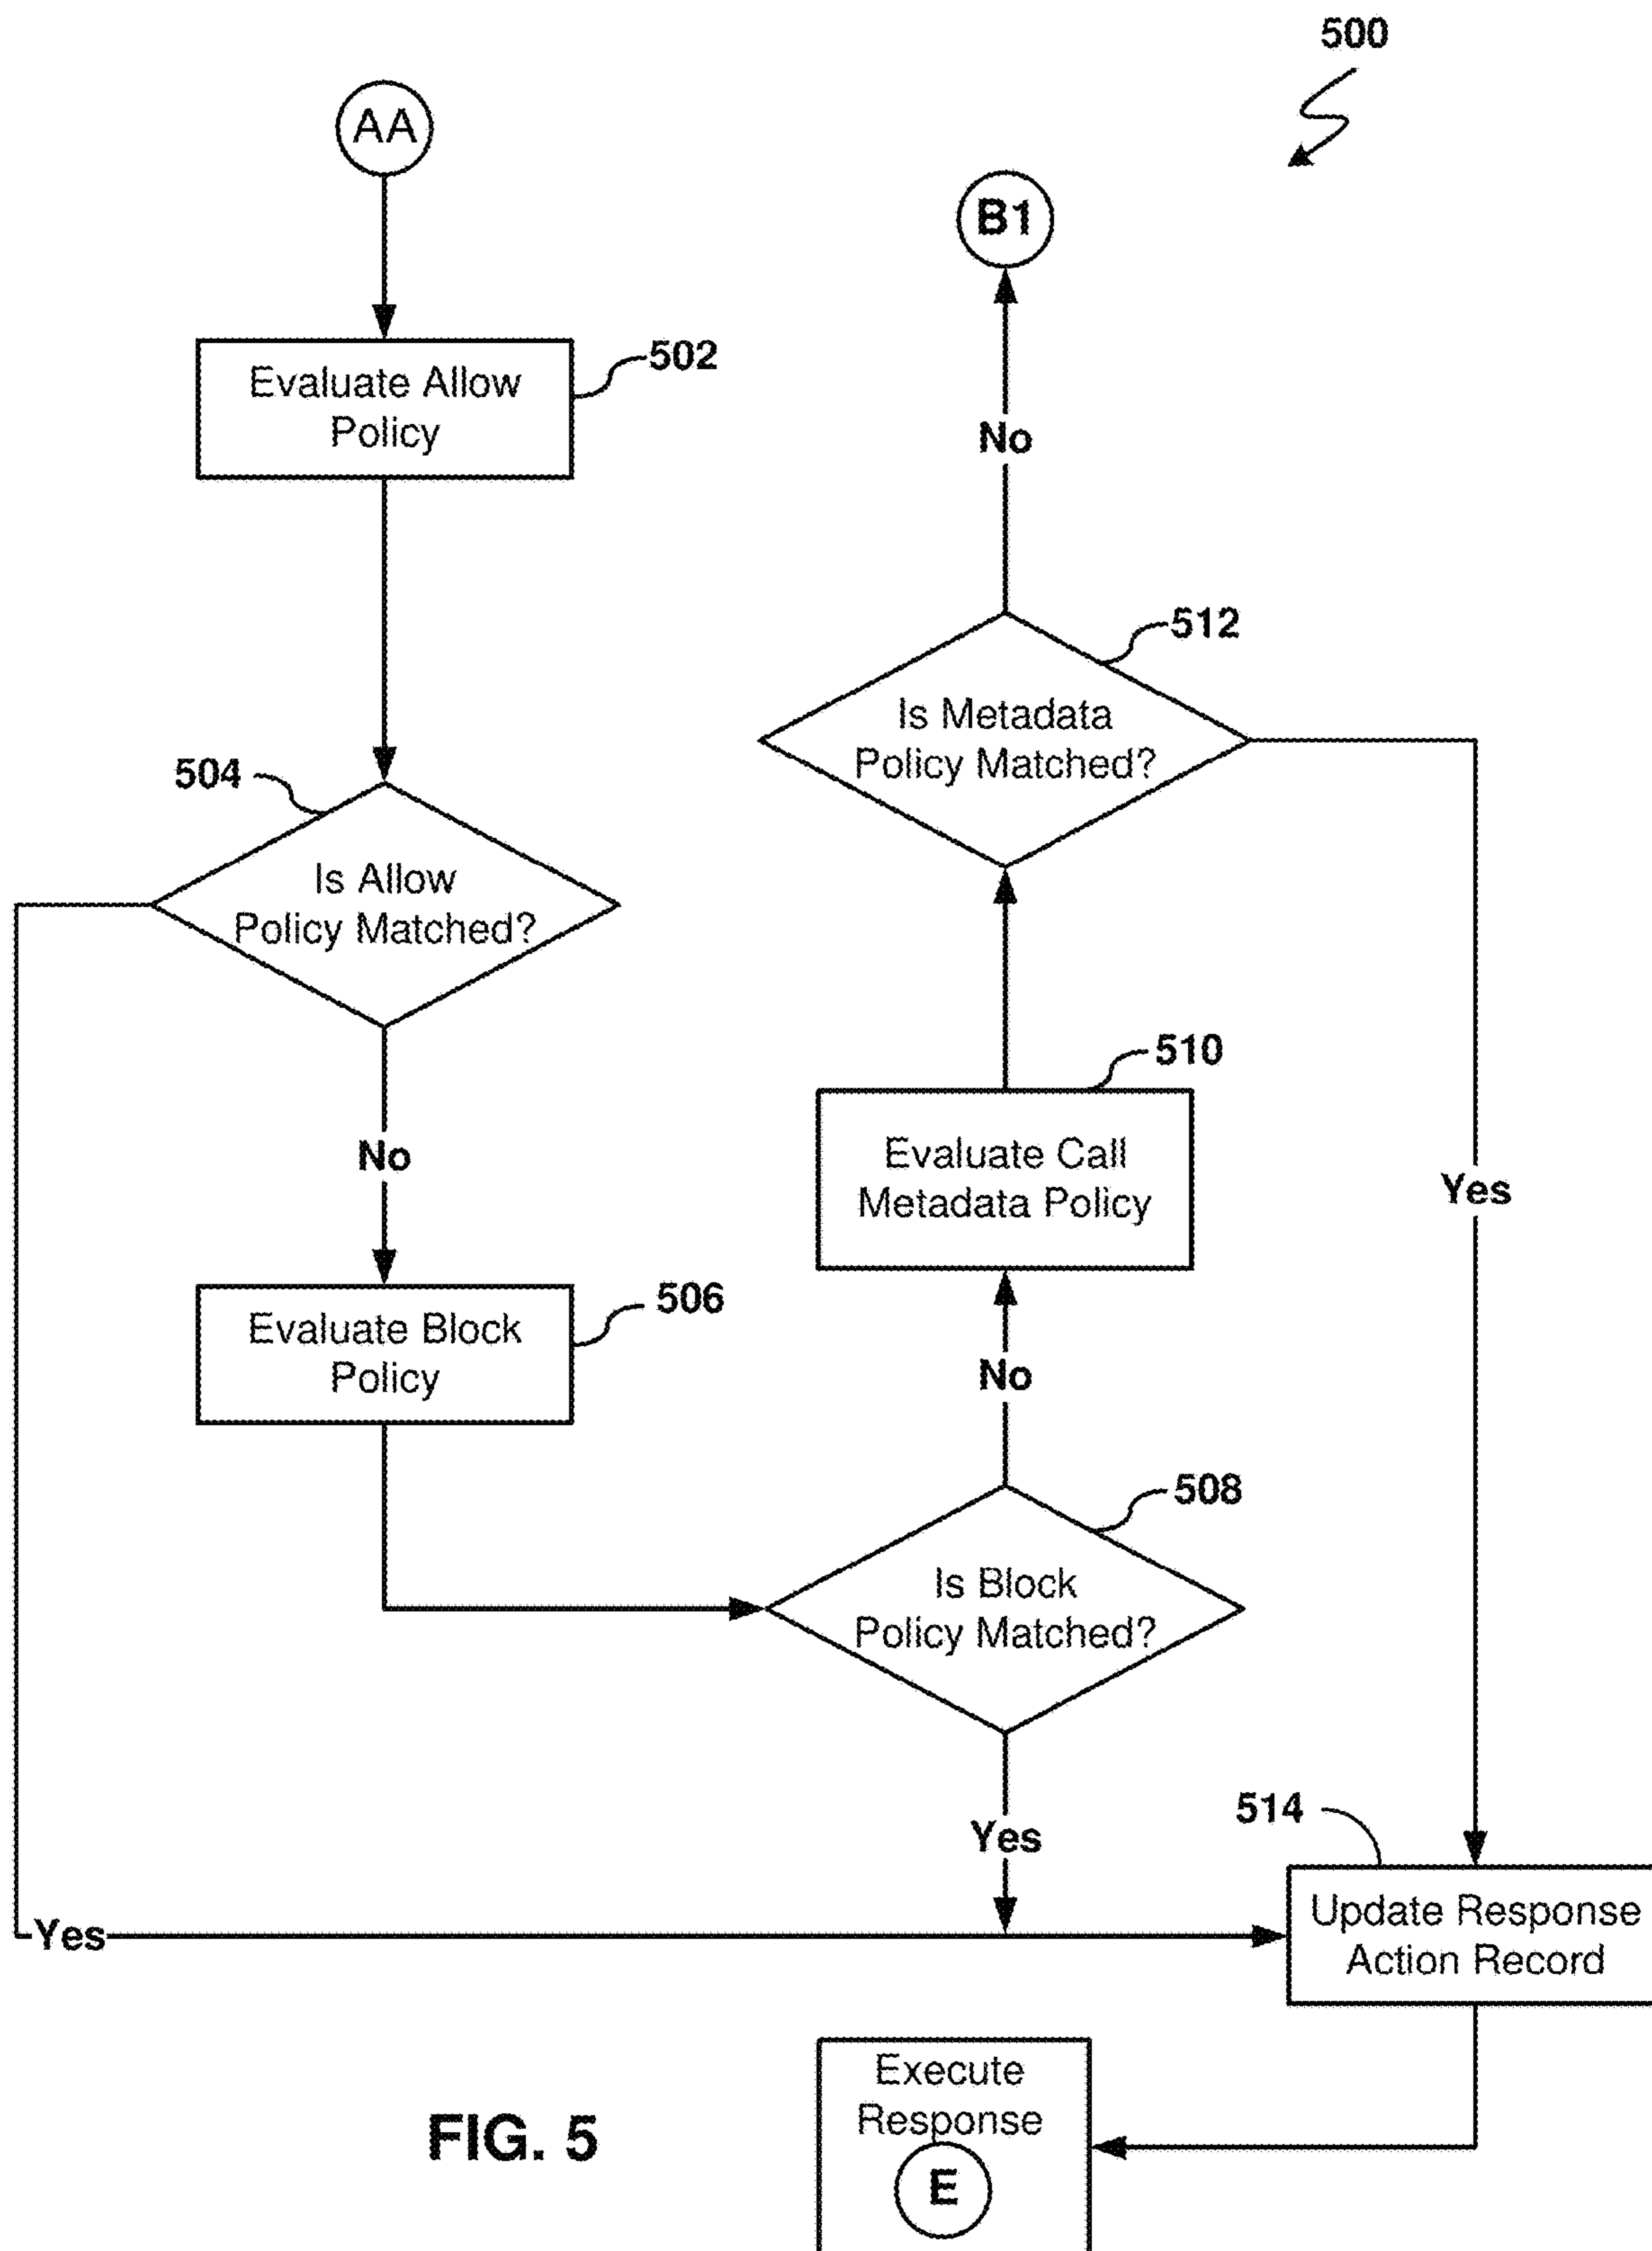 500
AA
B1
Evaluate Allow
Policy
502
No
512
Is Metadata
Policy Matched?
504
Is Allow
Policy Matched?
510
No
Evaluate Call
Metadata Policy
Yes
506
Evaluate Block
Policy
No
508
Is Block
Policy Matched?
514
Yes
Update Response
Action Record
Yes
Execute
Response
E
FIG. 5